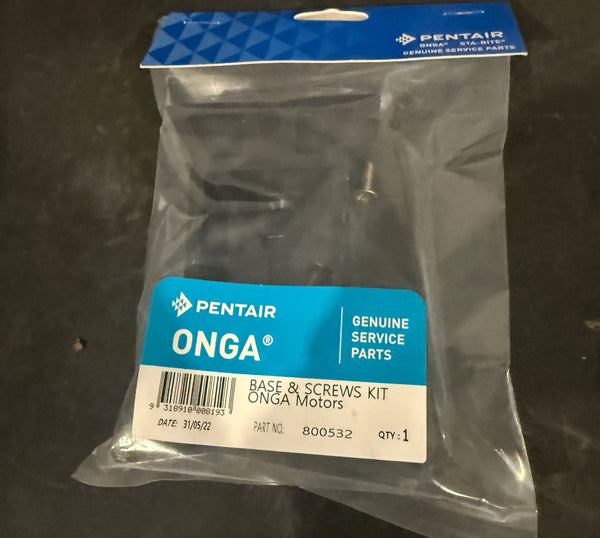 PENTAIR
ONGA® STA-RITE®
GENUINE SERVICE PARTS
PENTAIR
ONGA®
GENUINE
SERVICE
PARTS
BASE & SCREWS KIT
ONGA Motors
9 318910 000193
DATE: 31/05/22 PART NO. 800532 QTY: 1